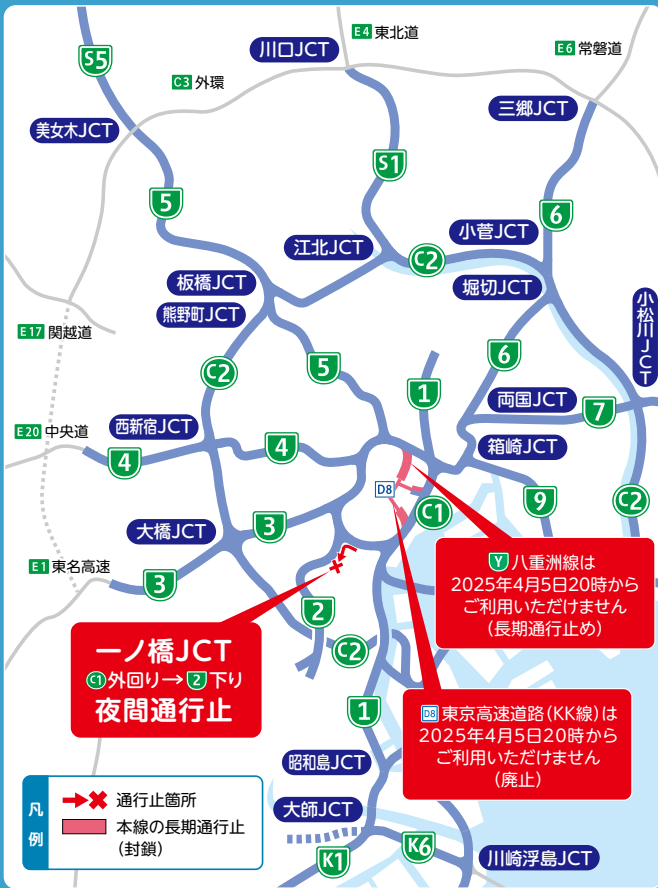 E4 東北道
川口JCT
E6 常磐道
S5
C3 外環
三郷JCT
美女木JCT
S1
5
6
小菅JCT
江北JCT
C2
板橋JCT
堀切JCT
熊野町JCT
小松川JCT
E17 関越道
5
6
C2
1
両国JCT
7
西新宿JCT
E20 中央道
4
4
箱崎JCT
D8
9
C2
C1
大橋JCT
3
E1 東名高速
3
Y 八重洲線は
2025年4月5日20時から
ご利用いただけません
(長期通行止め)
2
一ノ橋JCT
C1 外回り→2 下り
夜間通行止
C2
1
D8 東京高速道路(KK線)は
2025年4月5日20時から
ご利用いただけません
(廃止)
昭和島JCT
大師JCT
凡例
通行止箇所
本線の長期通行止
(封鎖)
K1
K6
川崎浮島JCT